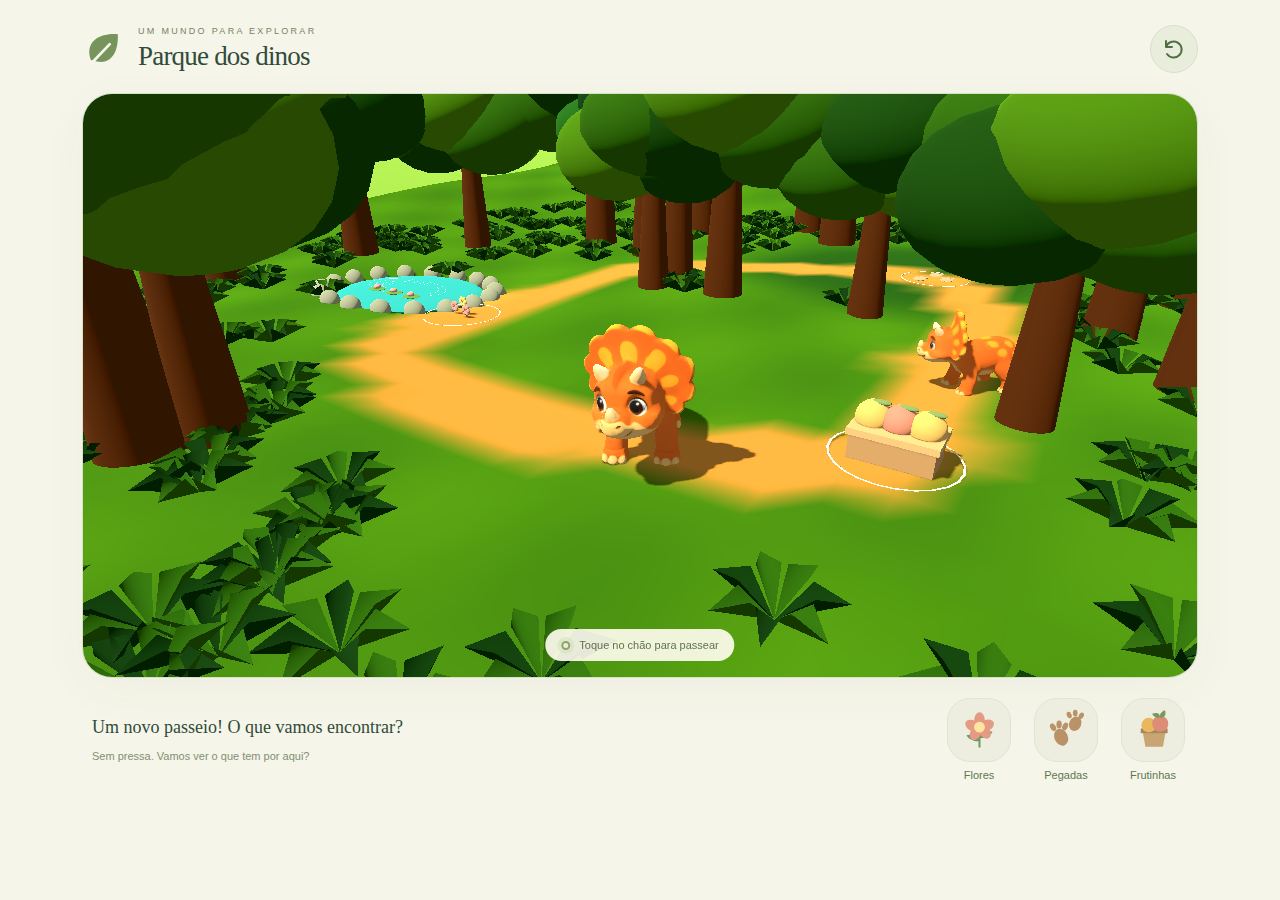 UM MUNDO PARA EXPLORAR
Parque dos dinos
Toque no chão para passear
Um novo passeio! O que vamos encontrar?
Sem pressa. Vamos ver o que tem por aqui?
Flores
Pegadas
Frutinhas